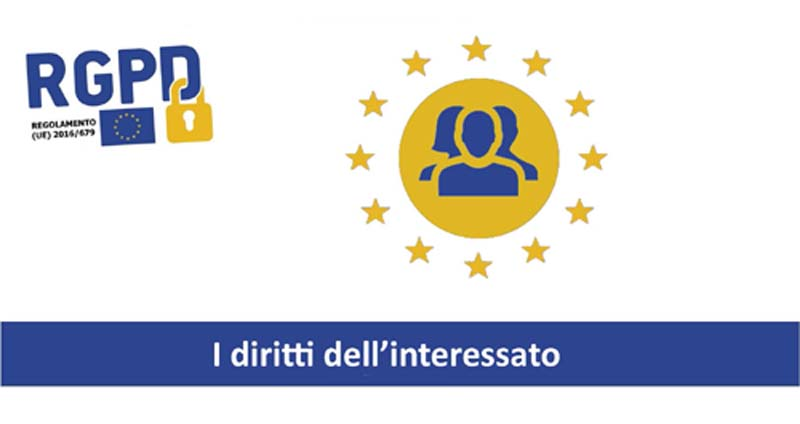 RGPD
REGOLAMENTO
(UE) 2016/679
I diritti dell’interessato